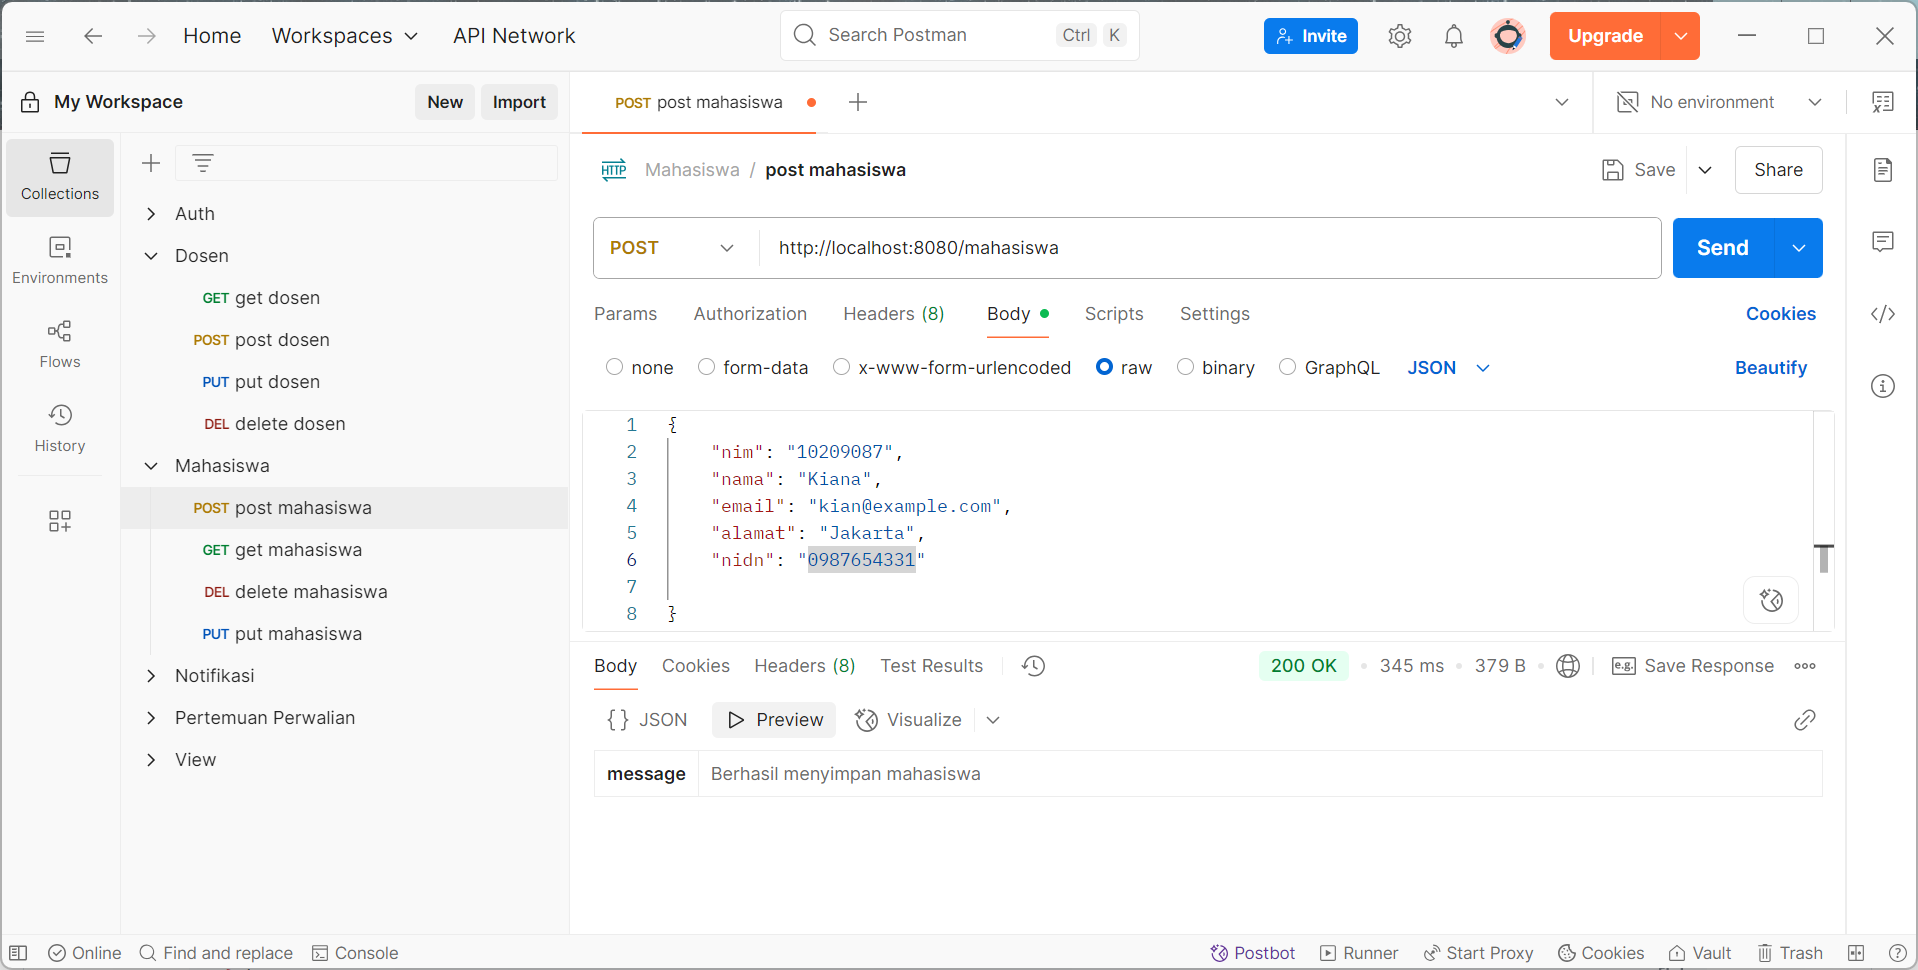 Home Workspaces API Network Search Postman Ctrl K Invite Upgrade
My Workspace New Import POST post mahasiswa No environment
Collections
Environments
Flows
History
Auth
Dosen
GET get dosen
POST post dosen
PUT put dosen
DEL delete dosen
Mahasiswa
POST post mahasiswa
GET get mahasiswa
DEL delete mahasiswa
PUT put mahasiswa
Notifikasi
Pertemuan Perwalian
View
HTTP Mahasiswa / post mahasiswa Save Share
POST http://localhost:8080/mahasiswa Send
Params Authorization Headers (8) Body Scripts Settings Cookies
none form-data x-www-form-urlencoded raw binary GraphQL JSON Beautify
1 {
2 "nim": "10209087",
3 "nama": "Kiana",
4 "email": "kian@example.com",
5 "alamat": "Jakarta",
6 "nidn": "0987654331"
7
8 }
Body Cookies Headers (8) Test Results 200 OK • 345 ms • 379 B • e.g. Save Response
{} JSON Preview Visualize
message Berhasil menyimpan mahasiswa
Online Find and replace Console Postbot Runner Start Proxy Cookies Vault Trash